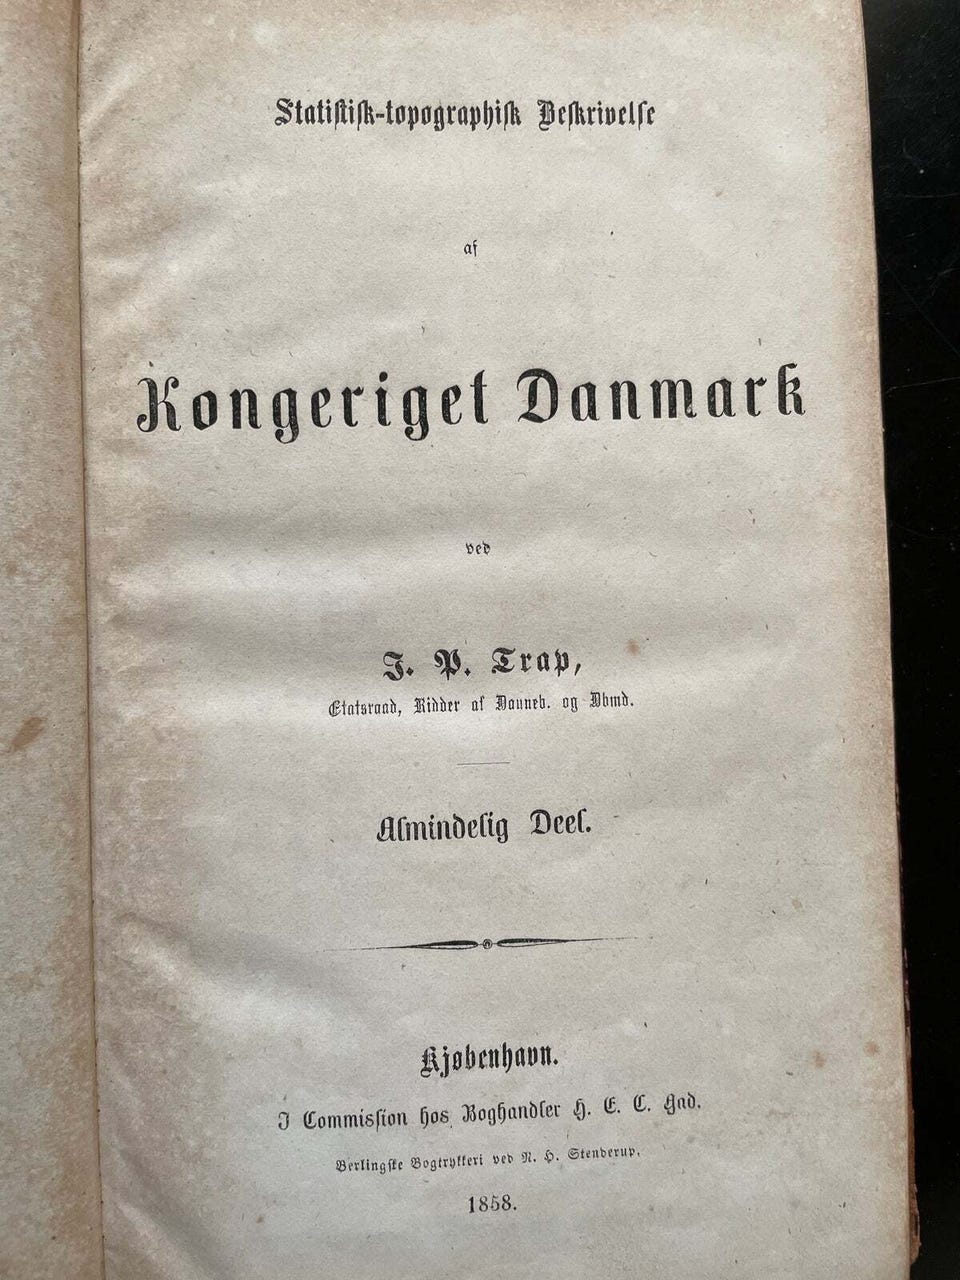 Statistisk-topographisk Beskrivelse
af
Kongeriget Danmark
ved
J. P. Trap,
Etatsraad, Ridder af Danneb. og Dbmd.
Almindelig Deel.
Kjøbenhavn.
I Commission hos Boghandler H. E. C. Gad.
Berlingske Bogtrykkeri ved N. H. Stenderup.
1858.